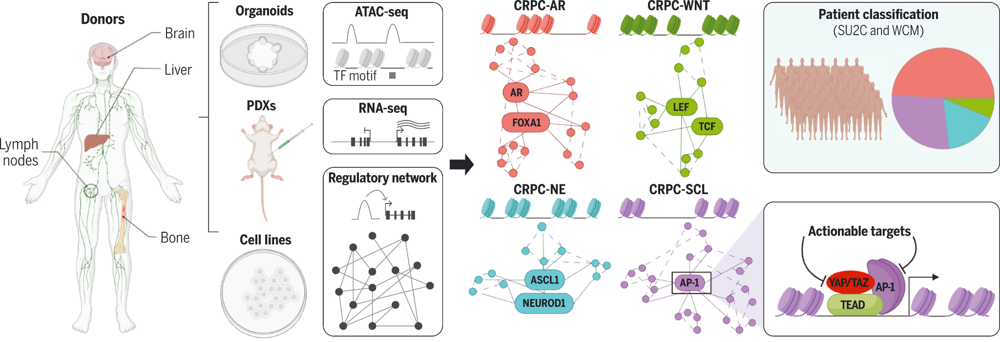 Donors
Brain
Liver
Lymph
nodes
Bone
Organoids
PDXs
Cell lines
ATAC-seq
TF motif
RNA-seq
Regulatory network
CRPC-AR
AR
FOXA1
CRPC-WNT
LEF
TCF
CRPC-NE
ASCL1
NEUROD1
CRPC-SCL
AP-1
Patient classification
(SU2C and WCM)
Actionable targets
YAP/TAZ
AP-1
TEAD